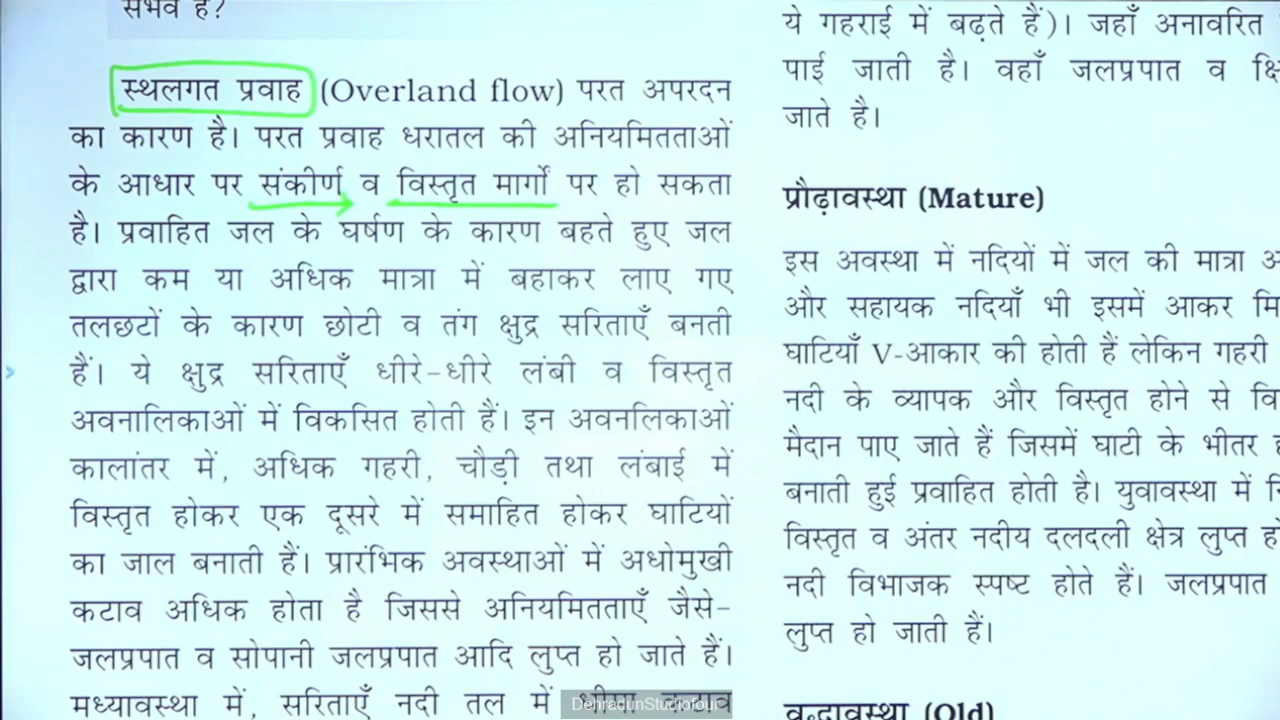 संभव है?
स्थलगत प्रवाह (Overland flow) परत अपरदन
का कारण है। परत प्रवाह धरातल की अनियमितताओं
के आधार पर संकीर्ण व विस्तृत मार्गों पर हो सकता
है। प्रवाहित जल के घर्षण के कारण बहते हुए जल
द्वारा कम या अधिक मात्रा में बहाकर लाए गए
तलछटों के कारण छोटी व तंग क्षुद्र सरिताएँ बनती
हैं। ये क्षुद्र सरिताएँ धीरे-धीरे लंबी व विस्तृत
अवनालिकाओं में विकसित होती हैं। इन अवनलिकाओं
कालांतर में, अधिक गहरी, चौड़ी तथा लंबाई में
विस्तृत होकर एक दूसरे में समाहित होकर घाटियों
का जाल बनाती हैं। प्रारंभिक अवस्थाओं में अधोमुखी
कटाव अधिक होता है जिससे अनियमितताएँ जैसे-
जलप्रपात व सोपानी जलप्रपात आदि लुप्त हो जाते हैं।
मध्यावस्था में, सरिताएँ नदी तल में धीमा कटाव
ये गहराई में बढ़ते हैं)। जहाँ अनावरित
पाई जाती है। वहाँ जलप्रपात व
जाते है।
प्रौढ़ावस्था (Mature)
इस अवस्था में नदियों में जल की मात्रा
और सहायक नदियाँ भी इसमें आकर
घाटियाँ V-आकार की होती हैं लेकिन गहरी
नदी के व्यापक और विस्तृत होने से
मैदान पाए जाते हैं जिसमें घाटी के भीतर
बनाती हुई प्रवाहित होती है। युवावस्था में
विस्तृत व अंतर नदीय दलदली क्षेत्र लुप्त
नदी विभाजक स्पष्ट होते हैं। जलप्रपात
लुप्त हो जाती हैं।
वृद्धावस्था (Old)
DehradunStudiofour